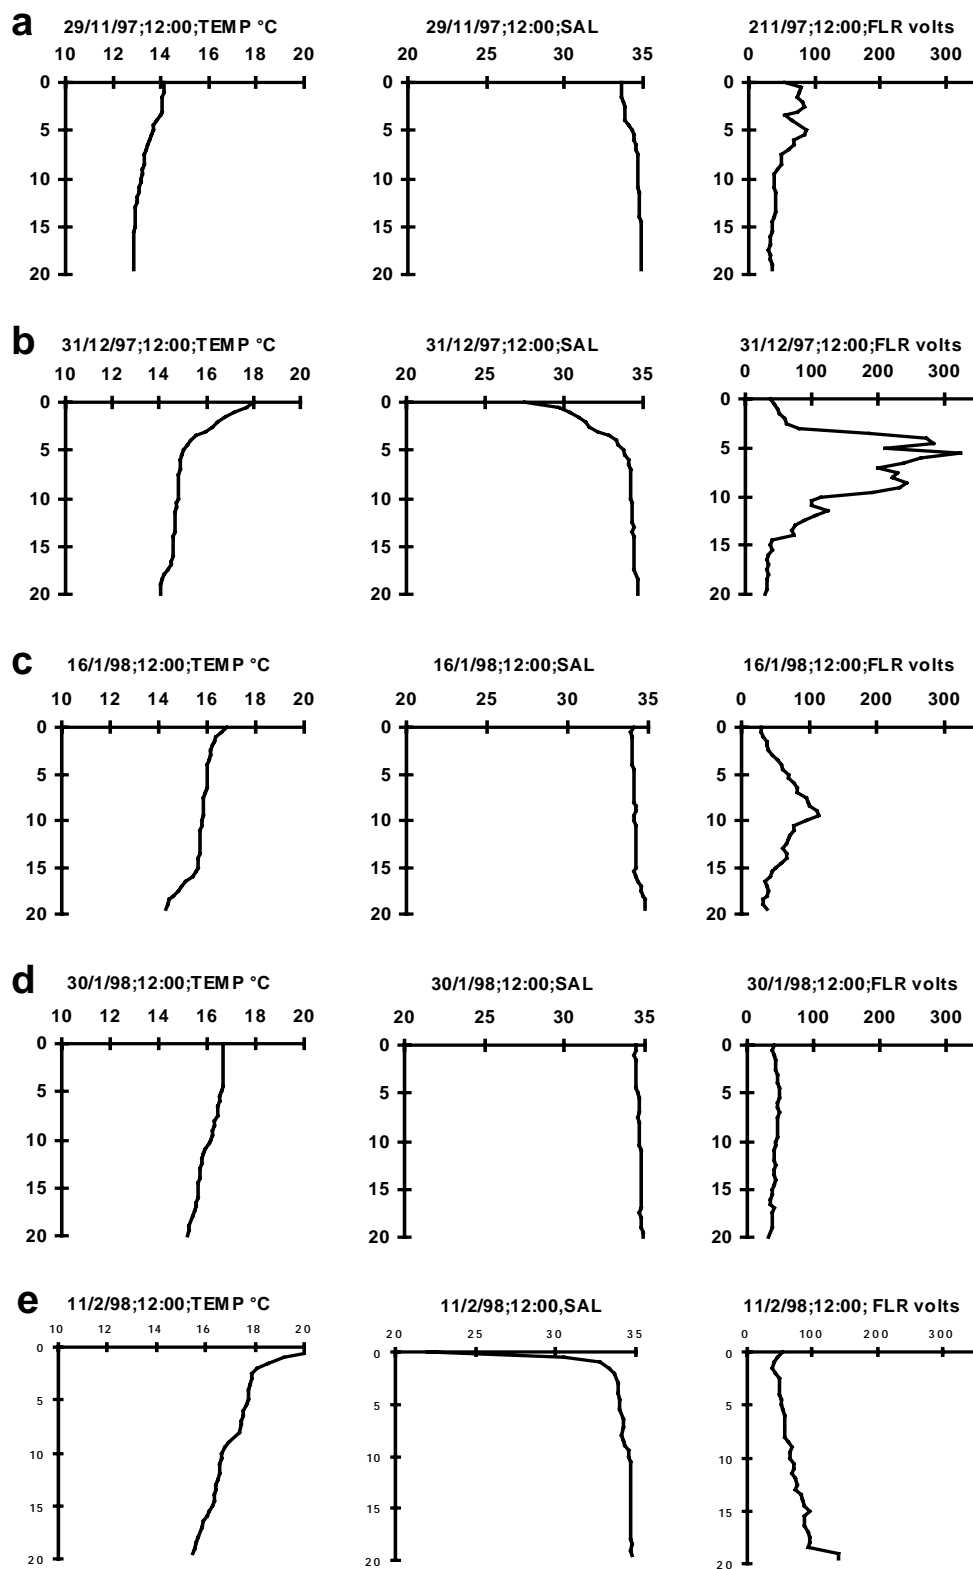 a
29/11/97;12:00;TEMP °C
29/11/97;12:00;SAL
211/97;12:00;FLR volts
10 12 14 16 18 20
20 25 30 35
0 100 200 300
0 0 0
5 5 5
10 10 10
15 15 15
20 20 20
b
31/12/97;12:00;TEMP °C
31/12/97;12:00;SAL
31/12/97;12:00;FLR volts
10 12 14 16 18 20
20 25 30 35
0 100 200 300
0 0 0
5 5 5
10 10 10
15 15 15
20 20 20
c
16/1/98;12:00;TEMP °C
16/1/98;12:00;SAL
16/1/98;12:00;FLR volts
10 12 14 16 18 20
20 25 30 35
0 100 200 300
0 0 0
5 5 5
10 10 10
15 15 15
20 20 20
d
30/1/98;12:00;TEMP °C
30/1/98;12:00;SAL
30/1/98;12:00;FLR volts
10 12 14 16 18 20
20 25 30 35
0 100 200 300
0 0 0
5 5 5
10 10 10
15 15 15
20 20 20
e
11/2/98;12:00;TEMP °C
11/2/98;12:00,SAL
11/2/98;12:00; FLR volts
10 12 14 16 18 20
20 25 30 35
0 100 200 300
0 0 0
5 5 5
10 10 10
15 15 15
20 20 20